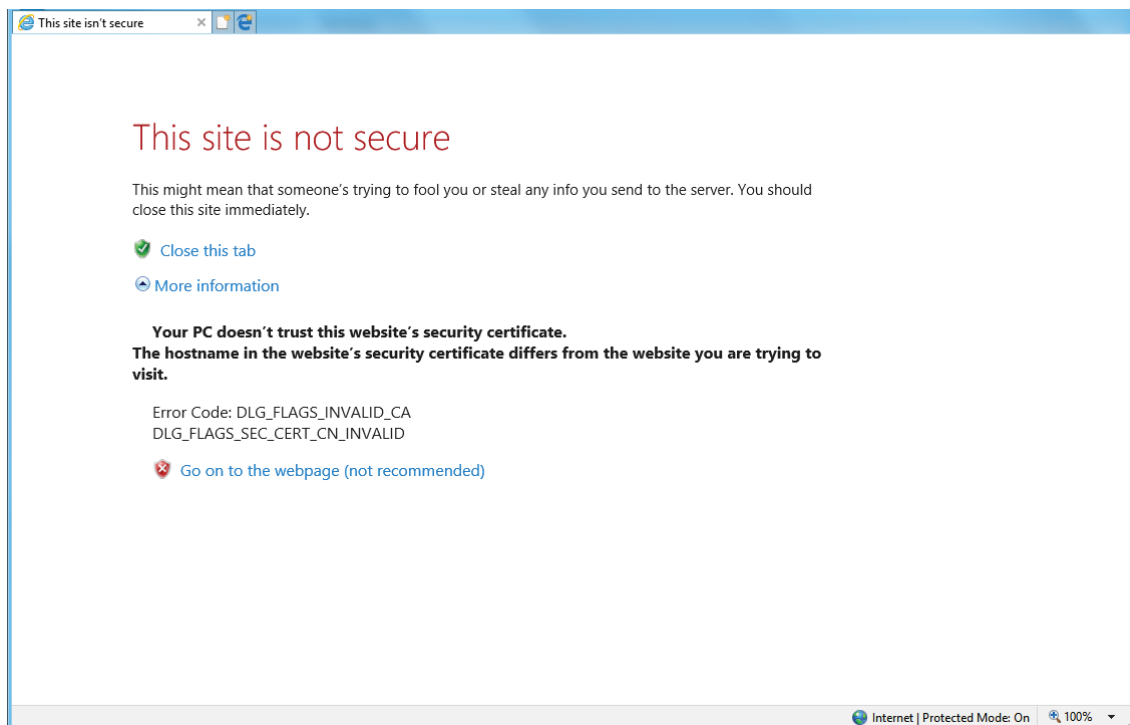 This site isn't secure
This site is not secure
This might mean that someone's trying to fool you or steal any info you send to the server. You should
close this site immediately.
Close this tab
More information
Your PC doesn't trust this website's security certificate.
The hostname in the website's security certificate differs from the website you are trying to
visit.
Error Code: DLG_FLAGS_INVALID_CA
DLG_FLAGS_SEC_CERT_CN_INVALID
Go on to the webpage (not recommended)
Internet | Protected Mode: On 100%